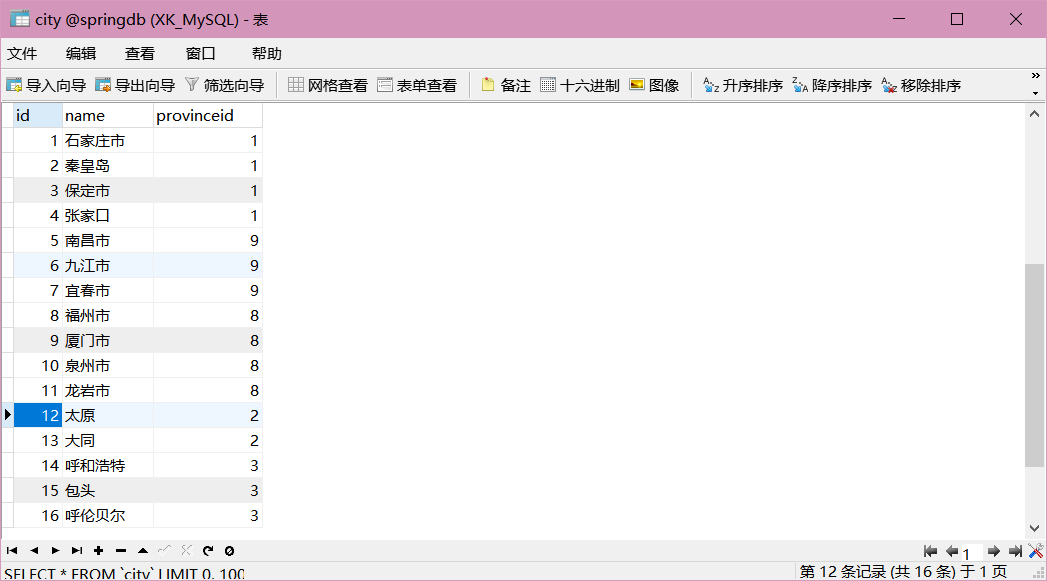 city @springdb (XK_MySQL) - 表
文件 编辑 查看 窗口 帮助
导入向导 导出向导 筛选向导 网格查看 表单查看 备注 十六进制 图像 升序排序 降序排序 移除排序
id name provinceid
1 石家庄市 1
2 秦皇岛 1
3 保定市 1
4 张家口 1
5 南昌市 9
6 九江市 9
7 宜春市 9
8 福州市 8
9 厦门市 8
10 泉州市 8
11 龙岩市 8
12 太原 2
13 大同 2
14 呼和浩特 3
15 包头 3
16 呼伦贝尔 3
1
SELECT * FROM `city` LIMIT 0, 100 第 12 条记录 (共 16 条) 于 1 页